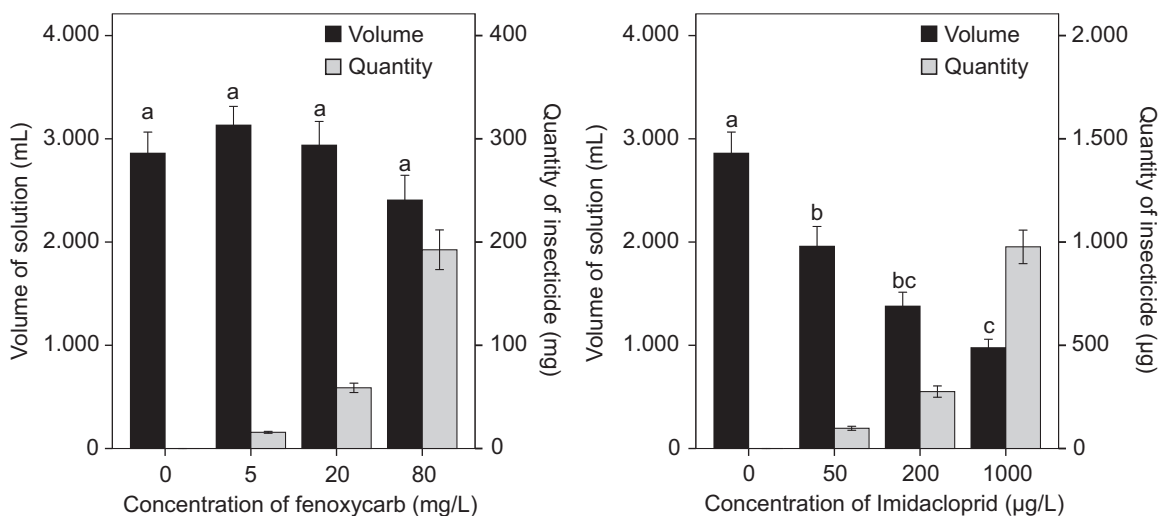 4.000
3.000
2.000
1.000
0
Volume of solution (mL)
Volume
Quantity
a
a
a
a
400
300
200
100
0
Quantity of insecticide (mg)
0 5 20 80
Concentration of fenoxycarb (mg/L)
4.000
3.000
2.000
1.000
0
Volume of solution (mL)
Volume
Quantity
a
b
bc
c
2.000
1.500
1.000
500
0
Quantity of insecticide (µg)
0 50 200 1000
Concentration of Imidacloprid (µg/L)